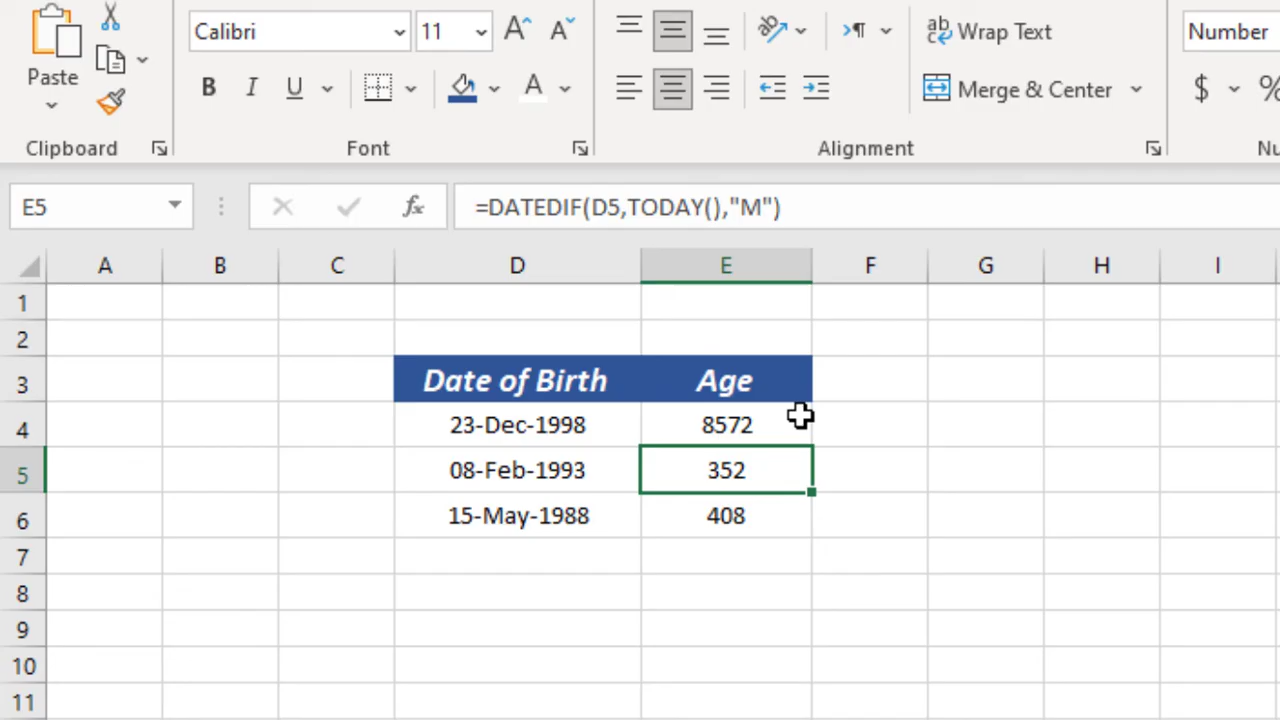 Calibri 11 A A ab Wrap Text Number
Paste
B I U A Merge & Center $ %
Clipboard Font Alignment Nu
E5 fx =DATEDIF(D5,TODAY(),"M")
A B C D E F G H I
1
2
3 Date of Birth Age
4 23-Dec-1998 8572
5 08-Feb-1993 352
6 15-May-1988 408
7
8
9
10
11